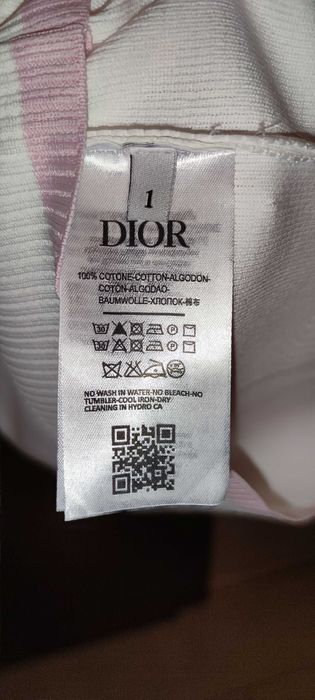 1
DIOR
100% COTONE-COTTON-ALGODON-
COTON-ALGODAO-
BAUMWOLLE-ХЛОПОК-棉布
NO WASH IN WATER-NO BLEACH-NO
TUMBLER-COOL IRON-DRY
CLEANING IN HYDRO CA